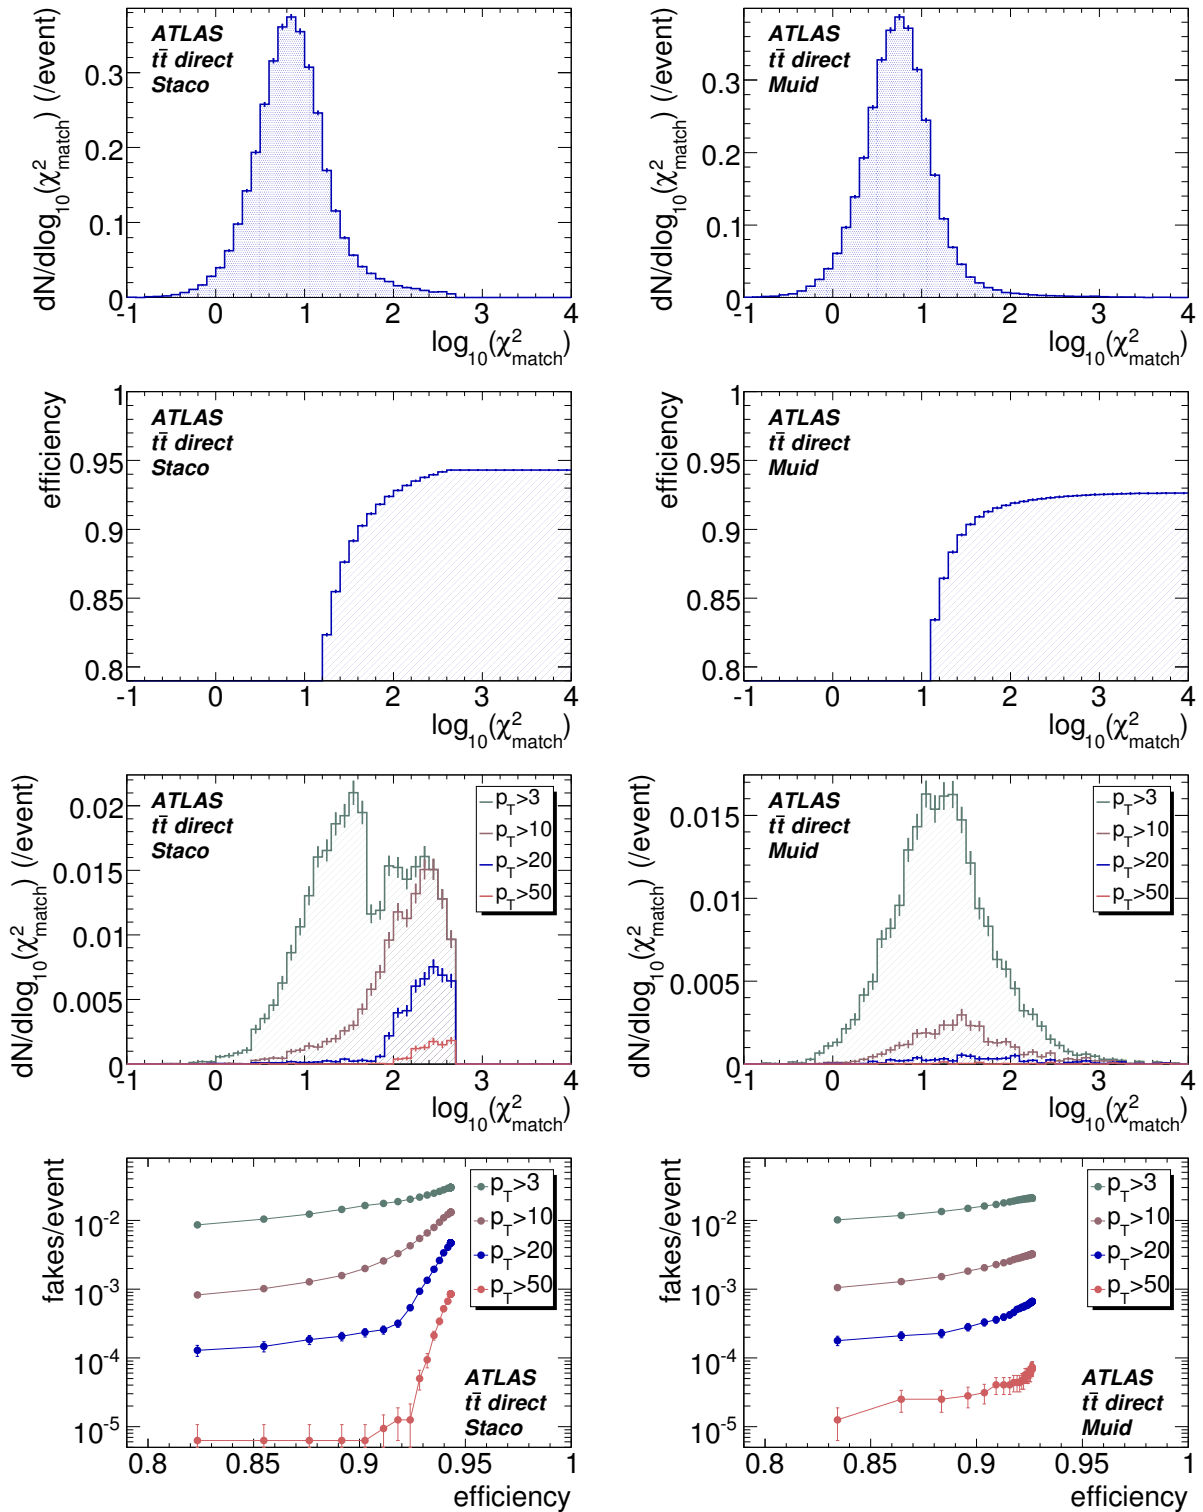 dN/dlog10(χ²match) (/event)
ATLAS
tt̄ direct
Staco
0.3
0.2
0.1
0
-1 0 1 2 3 4
log10(χ²match)
dN/dlog10(χ²match) (/event)
ATLAS
tt̄ direct
Muid
0.3
0.2
0.1
0
-1 0 1 2 3 4
log10(χ²match)
efficiency
ATLAS
tt̄ direct
Staco
1
0.95
0.9
0.85
0.8
-1 0 1 2 3 4
log10(χ²match)
efficiency
ATLAS
tt̄ direct
Muid
1
0.95
0.9
0.85
0.8
-1 0 1 2 3 4
log10(χ²match)
dN/dlog10(χ²match) (/event)
ATLAS
tt̄ direct
Staco
pT>3
pT>10
pT>20
pT>50
0.02
0.015
0.01
0.005
0
-1 0 1 2 3 4
log10(χ²match)
dN/dlog10(χ²match) (/event)
ATLAS
tt̄ direct
Muid
pT>3
pT>10
pT>20
pT>50
0.015
0.01
0.005
0
-1 0 1 2 3 4
log10(χ²match)
fakes/event
pT>3
pT>10
pT>20
pT>50
10⁻²
10⁻³
10⁻⁴
10⁻⁵
ATLAS
tt̄ direct
Staco
0.8 0.85 0.9 0.95 1
efficiency
fakes/event
pT>3
pT>10
pT>20
pT>50
10⁻²
10⁻³
10⁻⁴
10⁻⁵
ATLAS
tt̄ direct
Muid
0.8 0.85 0.9 0.95 1
efficiency